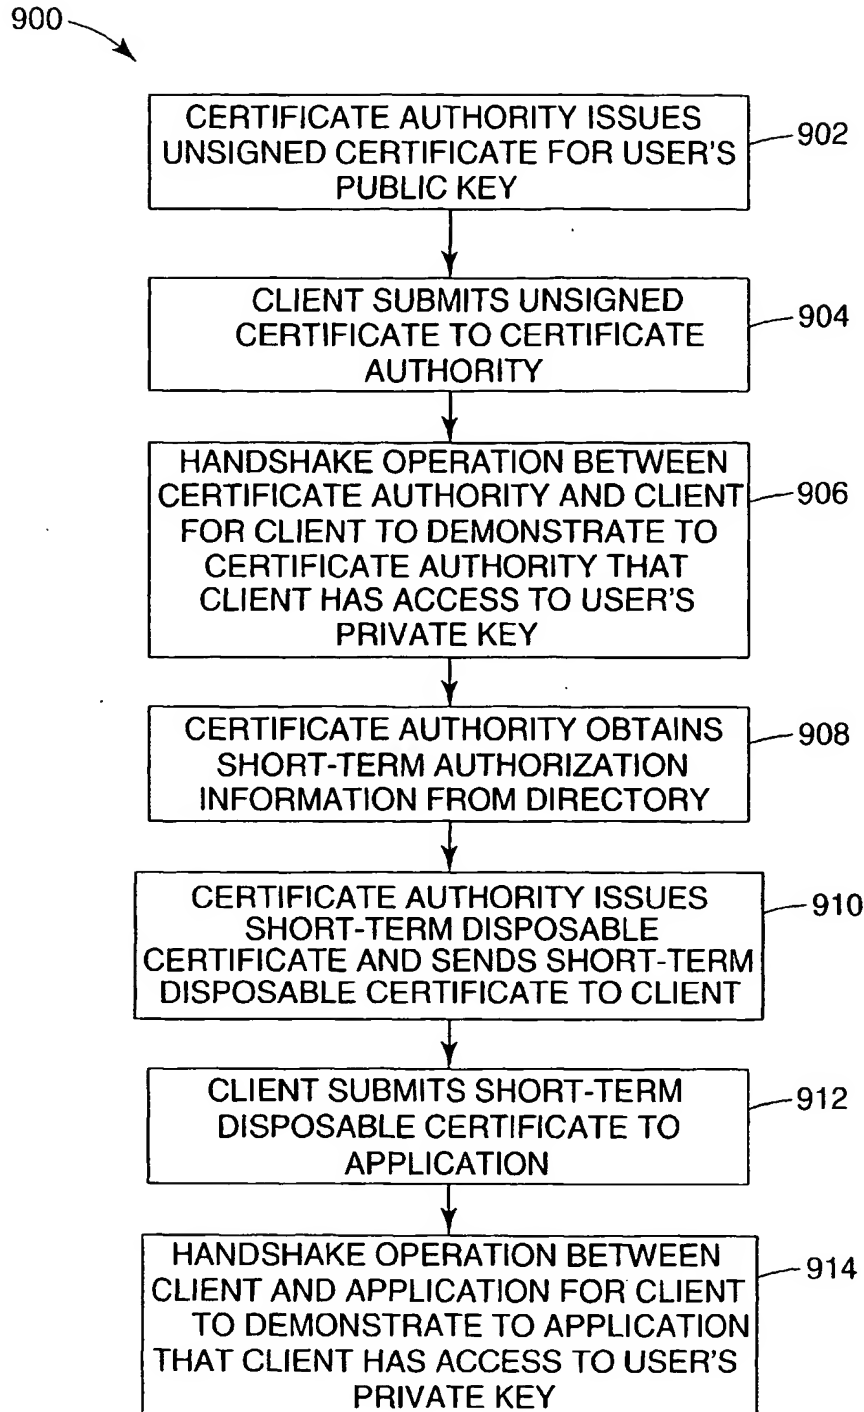 900
CERTIFICATE AUTHORITY ISSUES
UNSIGNED CERTIFICATE FOR USER'S
PUBLIC KEY
902
CLIENT SUBMITS UNSIGNED
CERTIFICATE TO CERTIFICATE
AUTHORITY
904
HANDSHAKE OPERATION BETWEEN
CERTIFICATE AUTHORITY AND CLIENT
FOR CLIENT TO DEMONSTRATE TO
CERTIFICATE AUTHORITY THAT
CLIENT HAS ACCESS TO USER'S
PRIVATE KEY
906
CERTIFICATE AUTHORITY OBTAINS
SHORT-TERM AUTHORIZATION
INFORMATION FROM DIRECTORY
908
CERTIFICATE AUTHORITY ISSUES
SHORT-TERM DISPOSABLE
CERTIFICATE AND SENDS SHORT-TERM
DISPOSABLE CERTIFICATE TO CLIENT
910
CLIENT SUBMITS SHORT-TERM
DISPOSABLE CERTIFICATE TO
APPLICATION
912
HANDSHAKE OPERATION BETWEEN
CLIENT AND APPLICATION FOR CLIENT
TO DEMONSTRATE TO APPLICATION
THAT CLIENT HAS ACCESS TO USER'S
PRIVATE KEY
914